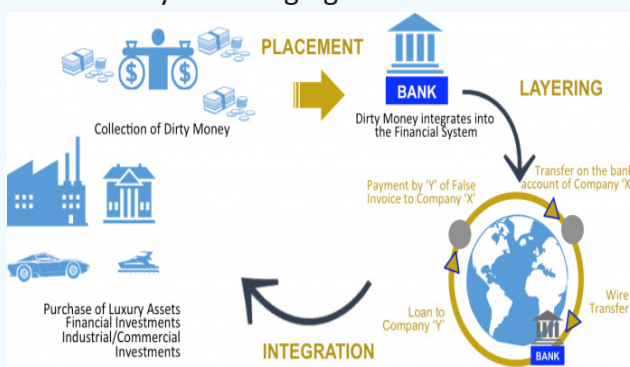 PLACEMENT
BANK
LAYERING
Collection of Dirty Money
Dirty Money integrates into
the Financial System
Payment by 'Y' of False
Invoice to Company 'X'
Transfer on the bank
account of Company 'X'
Loan to
Company 'Y'
Wire
Transfer
BANK
Purchase of Luxury Assets
Financial Investments
Industrial/Commercial
Investments
INTEGRATION